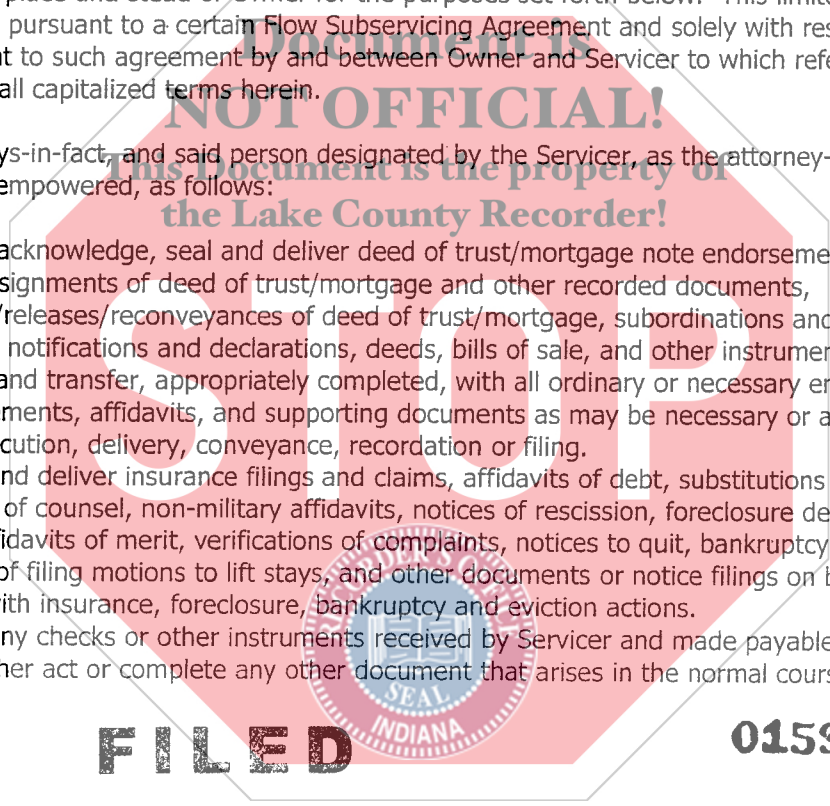 place and stead of Owner for the purposes set forth below. This limit
pursuant to a certain Flow Subservicing Agreement and solely with res
t to such agreement by and between Owner and Servicer to which refe
all capitalized terms herein.
Document is
NOT OFFICIAL!
This Document is the property of
the Lake County Recorder!
ys-in-fact, and said person designated by the Servicer, as the attorney-
empowered, as follows:
acknowledge, seal and deliver deed of trust/mortgage note endorseme
signments of deed of trust/mortgage and other recorded documents,
/releases/reconveyances of deed of trust/mortgage, subordinations and
notifications and declarations, deeds, bills of sale, and other instrumen
and transfer, appropriately completed, with all ordinary or necessary en
ments, affidavits, and supporting documents as may be necessary or a
cution, delivery, conveyance, recordation or filing.
nd deliver insurance filings and claims, affidavits of debt, substitutions
of counsel, non-military affidavits, notices of rescission, foreclosure de
fidavits of merit, verifications of complaints, notices to quit, bankruptcy
of filing motions to lift stays, and other documents or notice filings on b
ith insurance, foreclosure, bankruptcy and eviction actions.
ny checks or other instruments received by Servicer and made payable
her act or complete any other document that arises in the normal cours
STOP
RECORDER'S OFFICE
SEAL
INDIANA
FILED
0159